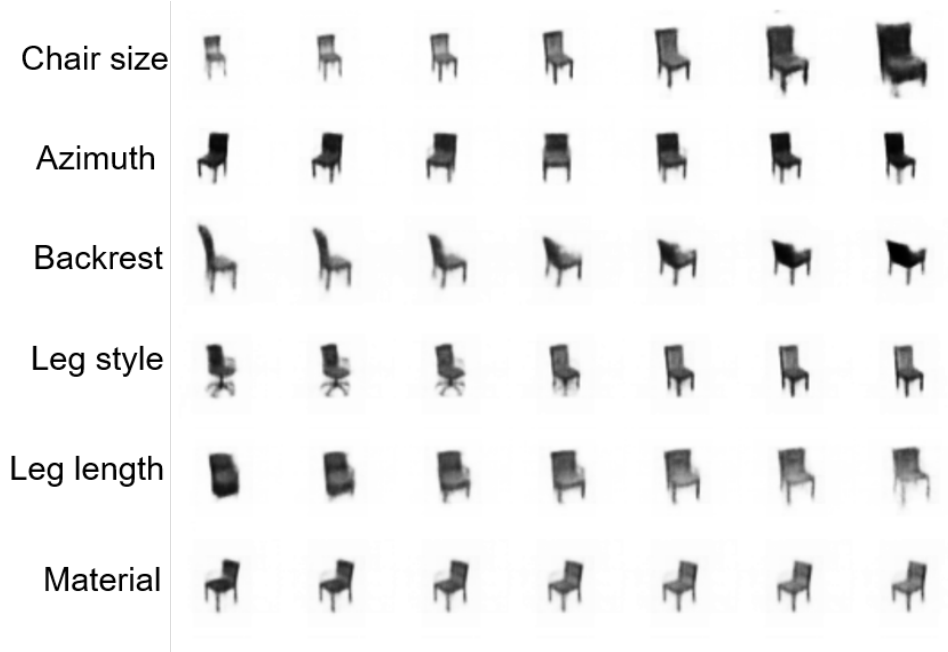 Chair size
Azimuth
Backrest
Leg style
Leg length
Material